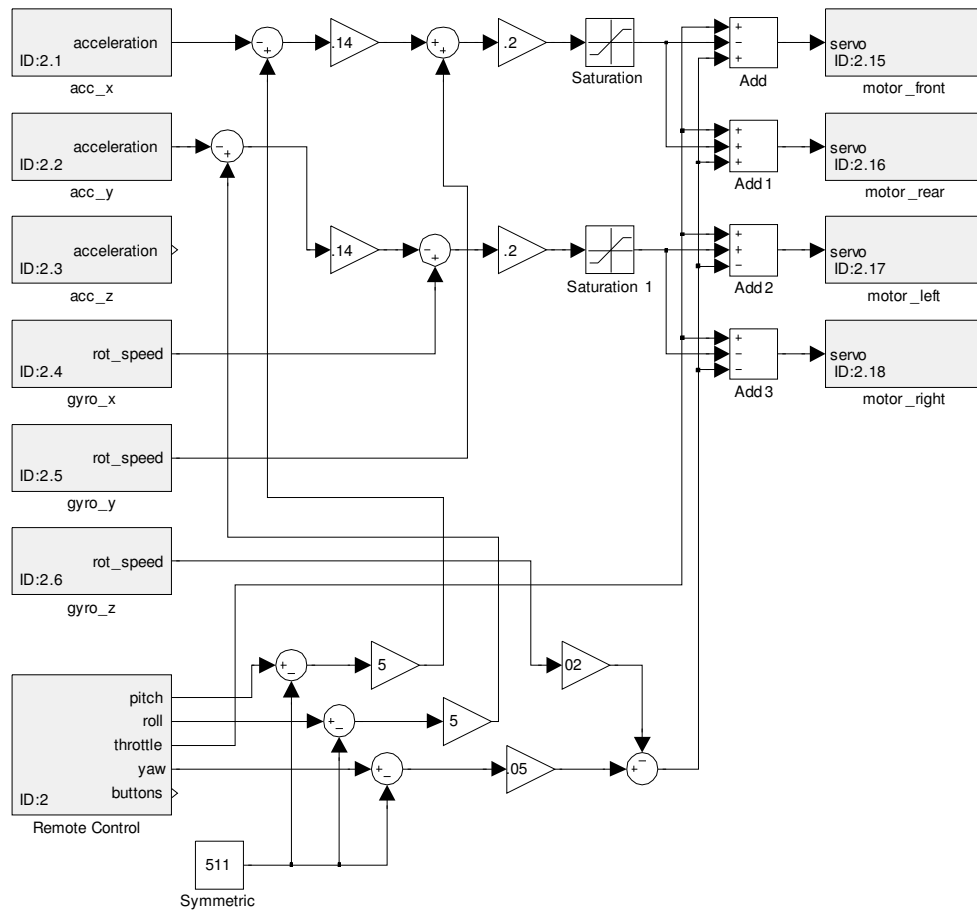 acceleration
ID:2.1
acc_x
acceleration
ID:2.2
acc_y
acceleration
ID:2.3
acc_z
rot_speed
ID:2.4
gyro_x
rot_speed
ID:2.5
gyro_y
rot_speed
ID:2.6
gyro_z
pitch
roll
throttle
yaw
buttons
ID:2
Remote Control
511
Symmetric
− +
.14
+ +
.2
Saturation
− +
.14
− +
.2
Saturation 1
+ −
5
+ −
5
+ −
.05
02
+ −
+
−
+
Add
+
+
+
Add 1
+
+
−
Add 2
+
−
−
Add 3
servo
ID:2.15
motor_front
servo
ID:2.16
motor_rear
servo
ID:2.17
motor_left
servo
ID:2.18
motor_right